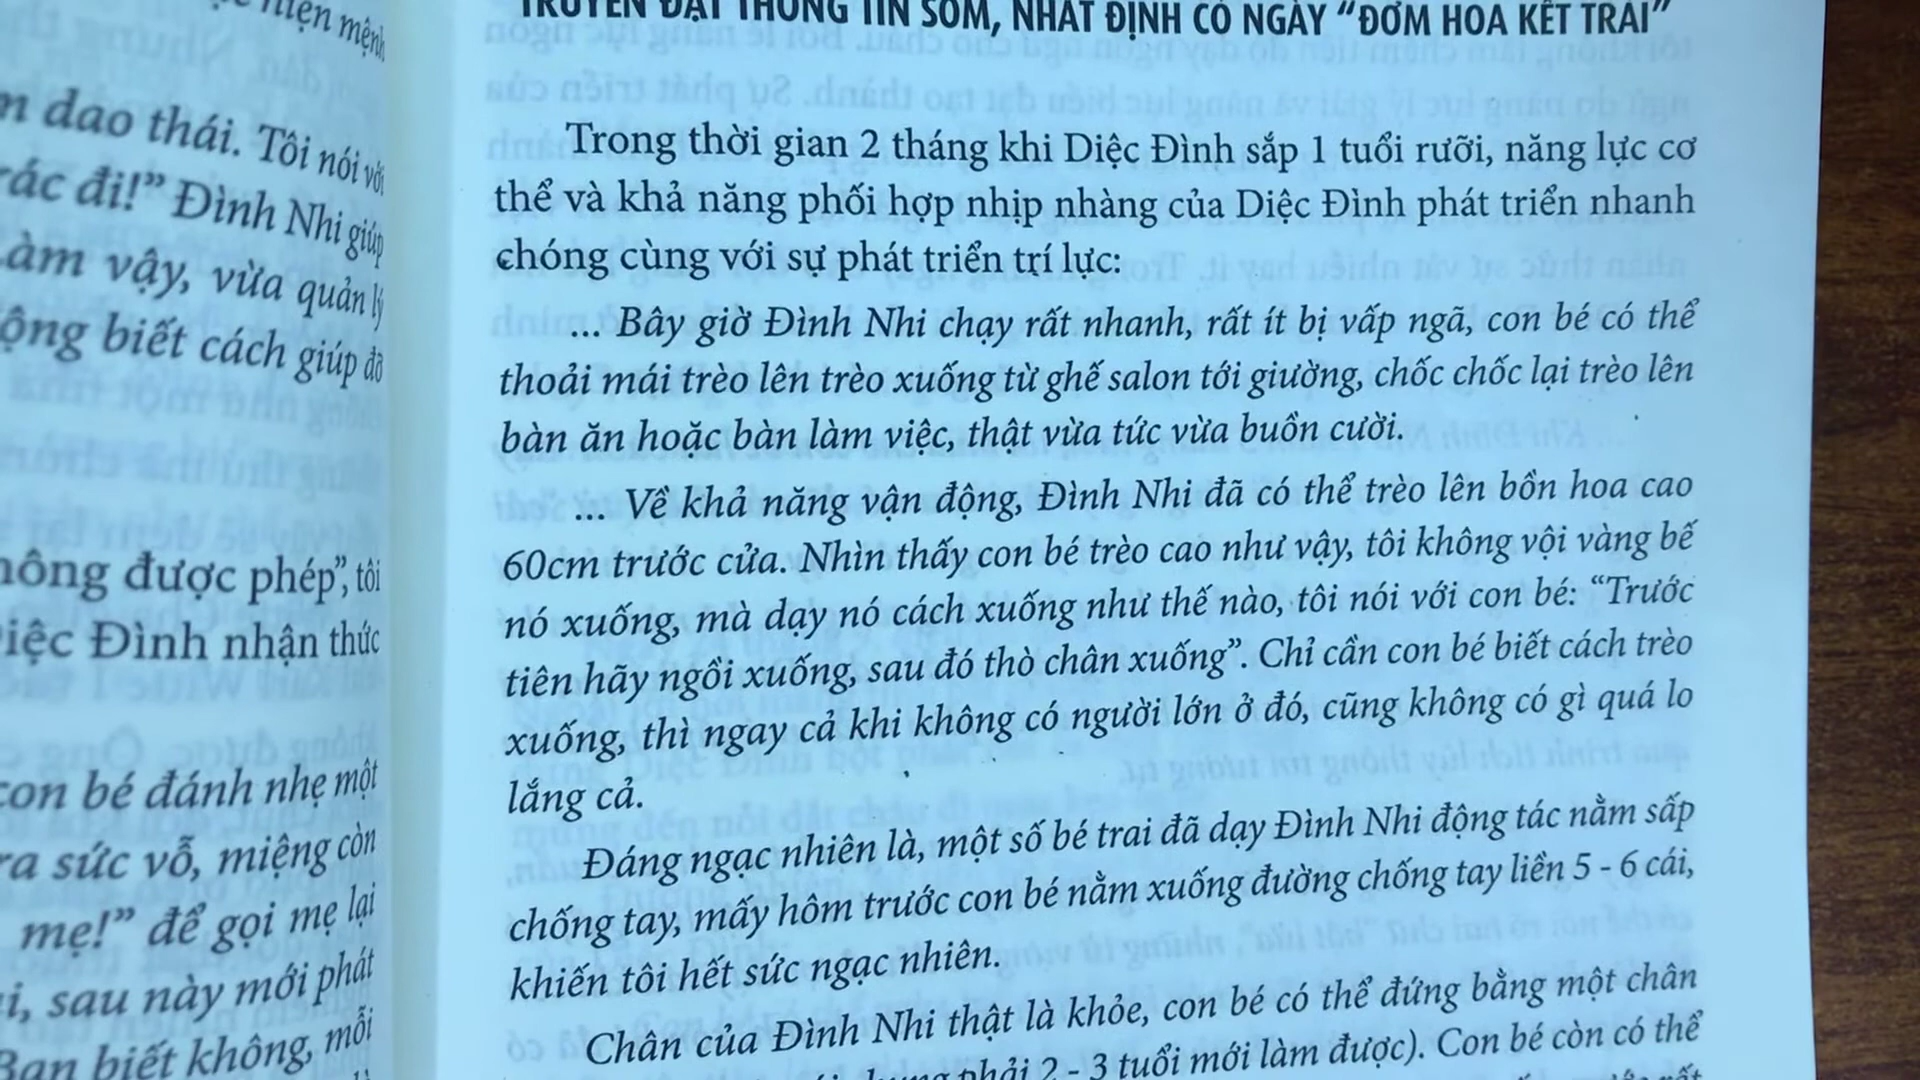 hiện mệnh
dao thái. Tôi nói với
rác đi!” Đình Nhi giúp
Làm vậy, vừa quản lý
biết cách giúp đỡ
không được phép”, tôi
Diệc Đình nhận thức
con bé đánh nhẹ một
ra sức vỗ, miệng còn
mẹ!” để gọi mẹ lại
sau này mới phát
Bạn biết không, mỗi
TRUYỀN ĐẠT THÔNG TIN SỚM, NHẤT ĐỊNH CÓ NGÀY “ĐƠM HOA KẾT TRÁI”
Trong thời gian 2 tháng khi Diệc Đình sắp 1 tuổi rưỡi, năng lực cơ
thể và khả năng phối hợp nhịp nhàng của Diệc Đình phát triển nhanh
chóng cùng với sự phát triển trí lực:
... Bây giờ Đình Nhi chạy rất nhanh, rất ít bị vấp ngã, con bé có thể
thoải mái trèo lên trèo xuống từ ghế salon tới giường, chốc chốc lại trèo lên
bàn ăn hoặc bàn làm việc, thật vừa tức vừa buồn cười.
... Về khả năng vận động, Đình Nhi đã có thể trèo lên bồn hoa cao
60cm trước cửa. Nhìn thấy con bé trèo cao như vậy, tôi không vội vàng bế
nó xuống, mà dạy nó cách xuống như thế nào, tôi nói với con bé: “Trước
tiên hãy ngồi xuống, sau đó thò chân xuống”. Chỉ cần con bé biết cách trèo
xuống, thì ngay cả khi không có người lớn ở đó, cũng không có gì quá lo
lắng cả.
Đáng ngạc nhiên là, một số bé trai đã dạy Đình Nhi động tác nằm sấp
chống tay, mấy hôm trước con bé nằm xuống đường chống tay liền 5 - 6 cái,
khiến tôi hết sức ngạc nhiên.
Chân của Đình Nhi thật là khỏe, con bé có thể đứng bằng một chân
phải 2 - 3 tuổi mới làm được). Con bé còn có thể